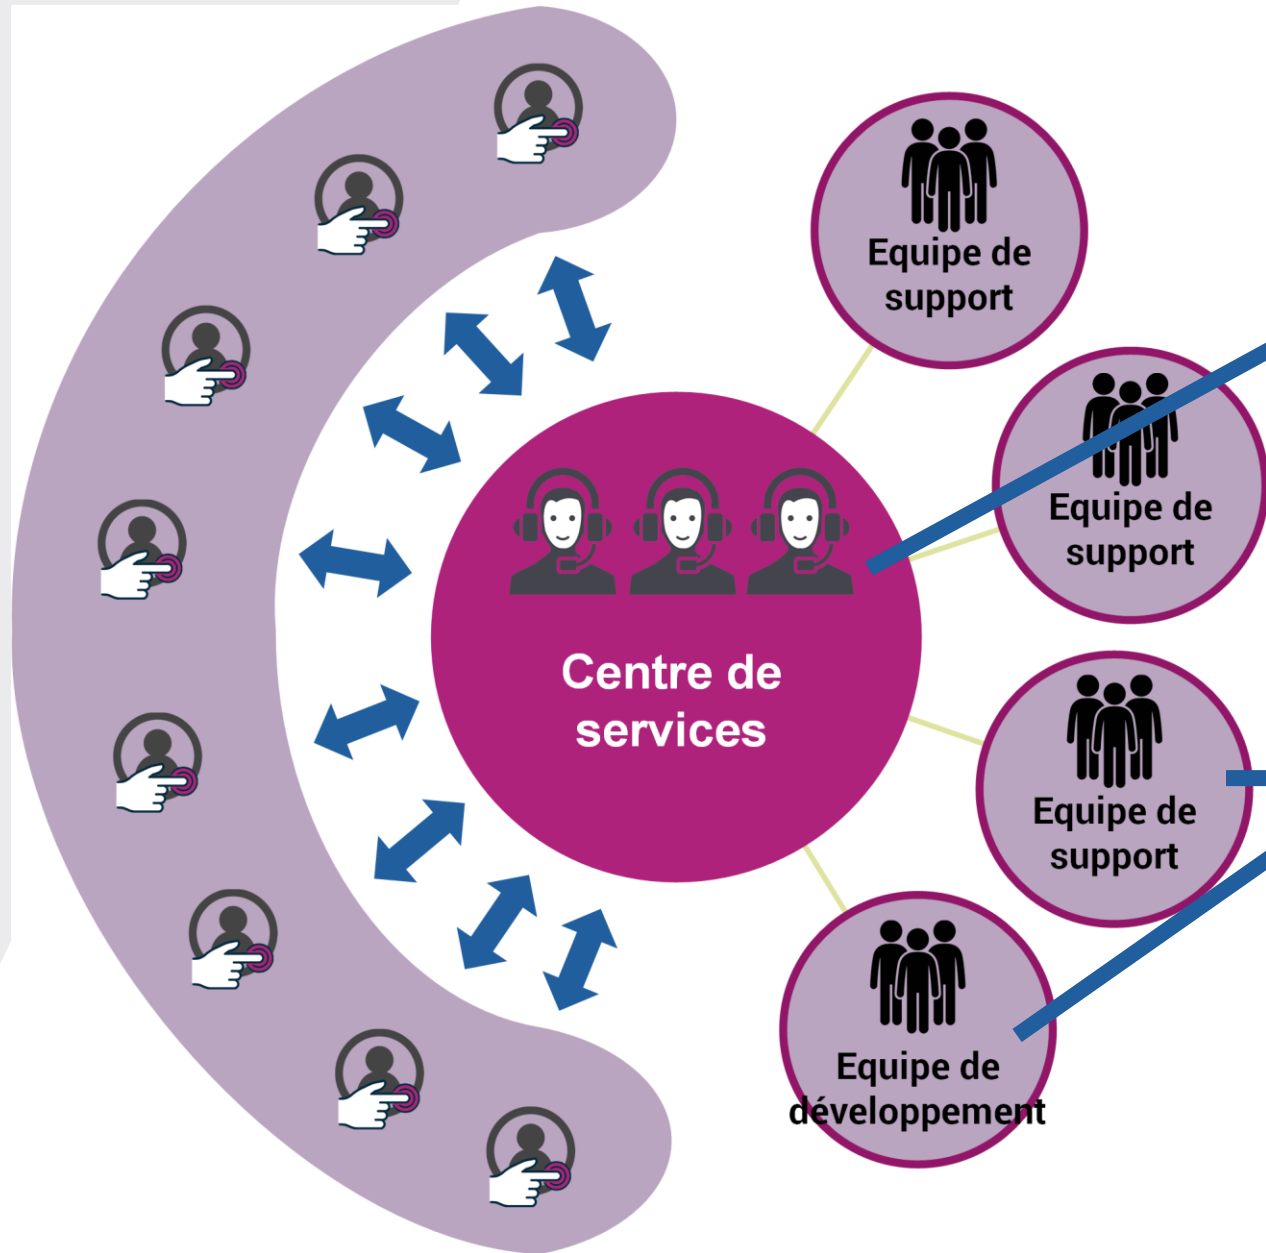 Equipe de
support
Equipe de
support
Centre de
services
Equipe de
support
Equipe de
développement